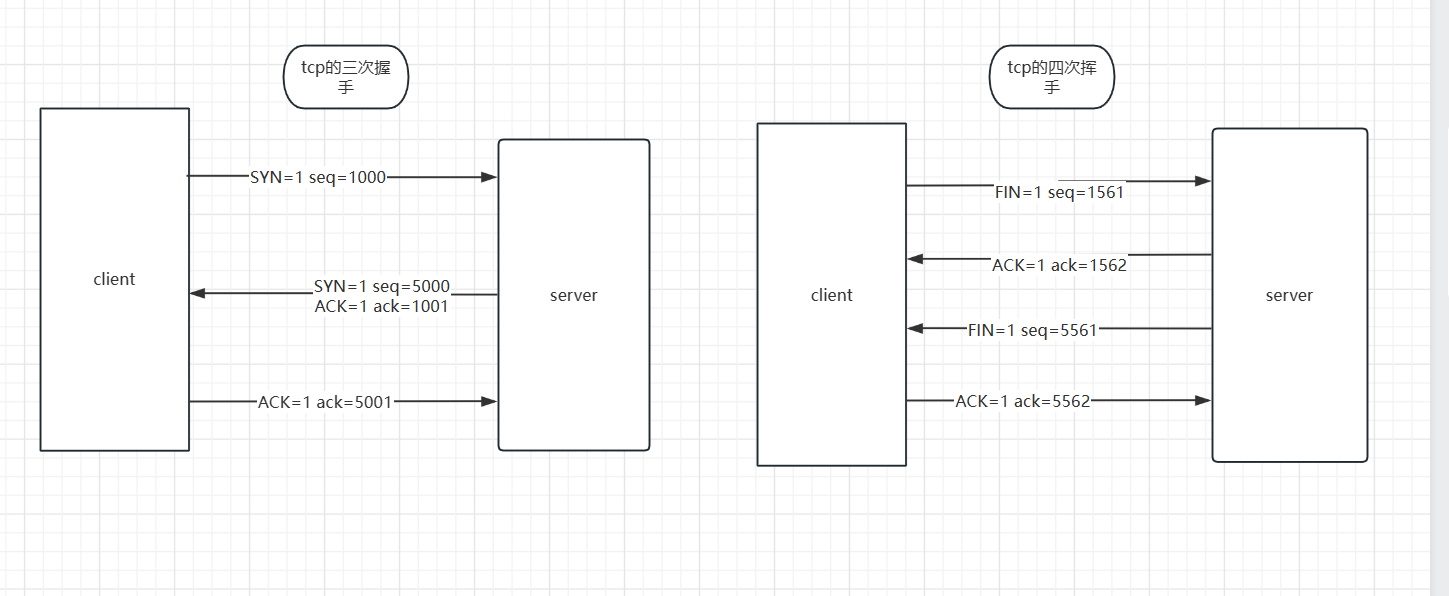 tcp的三次握
手
client
SYN=1 seq=1000
SYN=1 seq=5000
ACK=1 ack=1001
ACK=1 ack=5001
server
tcp的四次挥
手
client
FIN=1 seq=1561
ACK=1 ack=1562
FIN=1 seq=5561
ACK=1 ack=5562
server